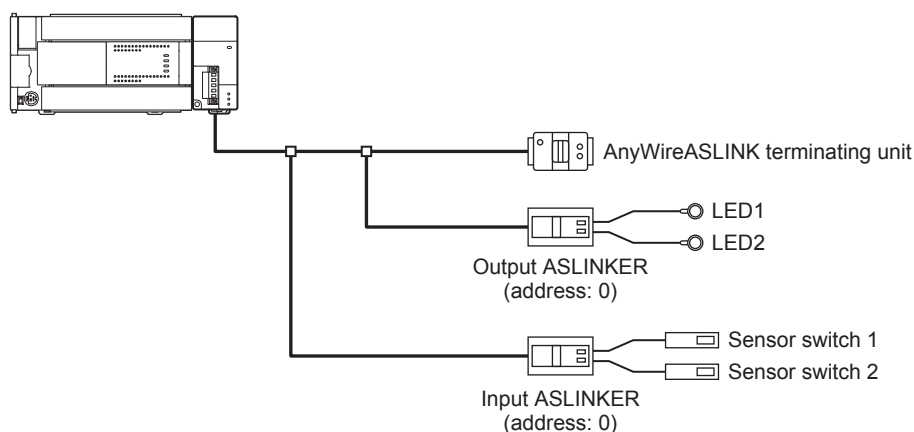 AnyWireASLINK terminating unit
LED1
LED2
Output ASLINKER
(address: 0)
Sensor switch 1
Sensor switch 2
Input ASLINKER
(address: 0)